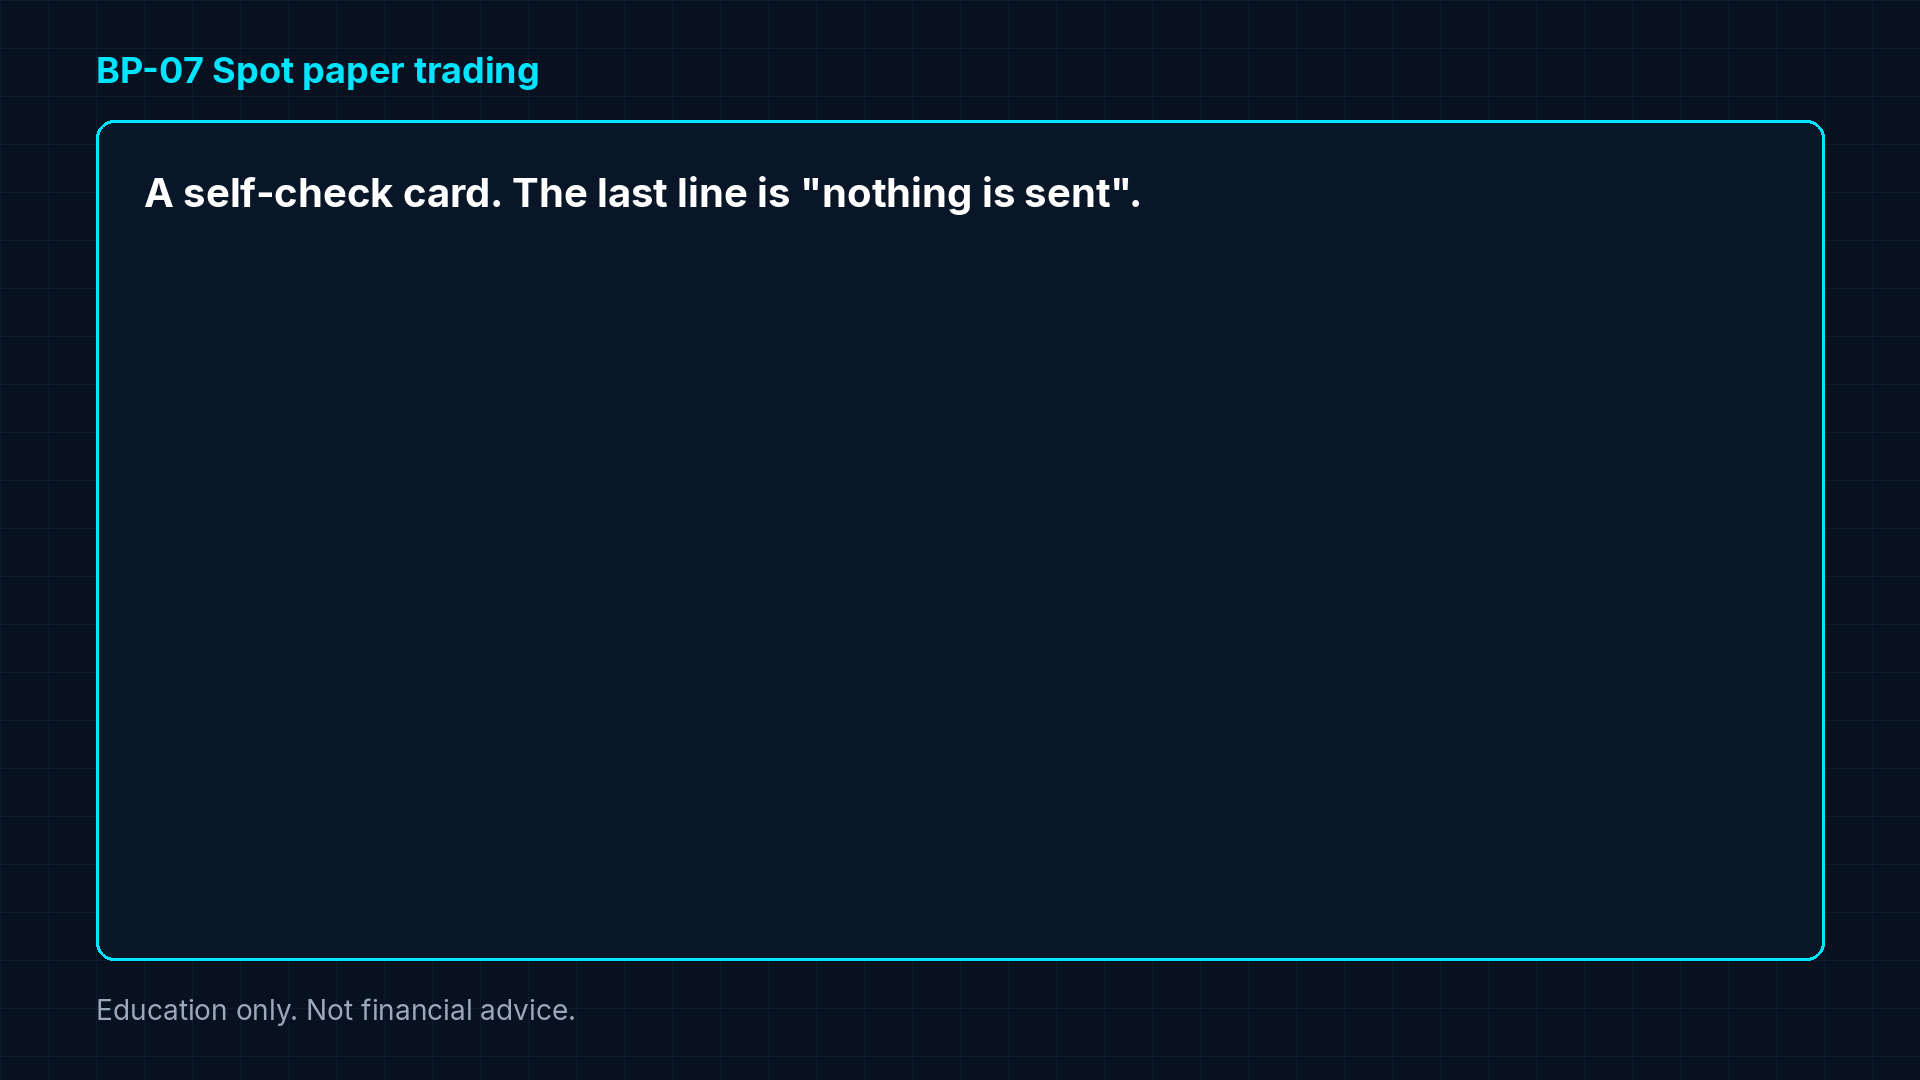 BP-07 Spot paper trading
A self-check card. The last line is "nothing is sent".
Education only. Not financial advice.